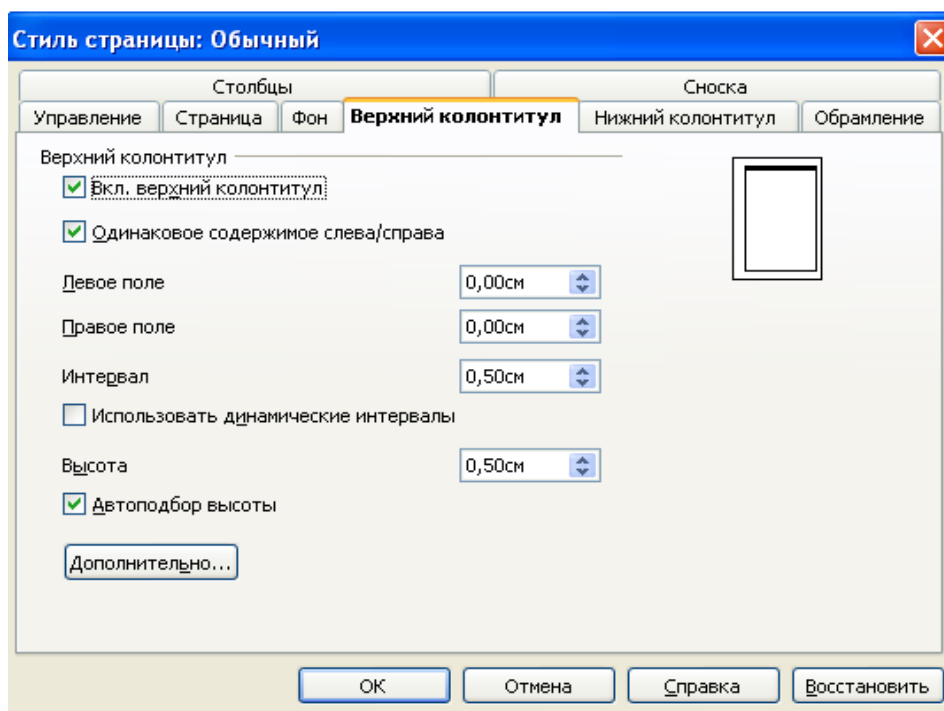 Стиль страницы: Обычный
Столбцы Сноска
Управление Страница Фон Верхний колонтитул Нижний колонтитул Обрамление
Верхний колонтитул
Вкл. верхний колонтитул
Одинаковое содержимое слева/справа
Левое поле 0,00см
Правое поле 0,00см
Интервал 0,50см
Использовать динамические интервалы
Высота 0,50см
Автоподбор высоты
Дополнительно...
ОК Отмена Справка Восстановить